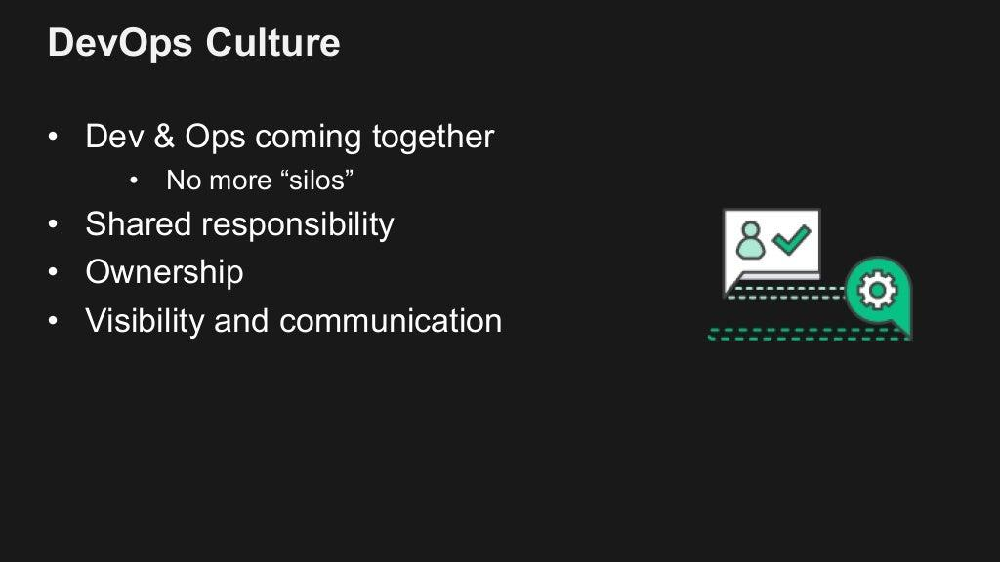 DevOps Culture
• Dev & Ops coming together
• No more “silos”
• Shared responsibility
• Ownership
• Visibility and communication